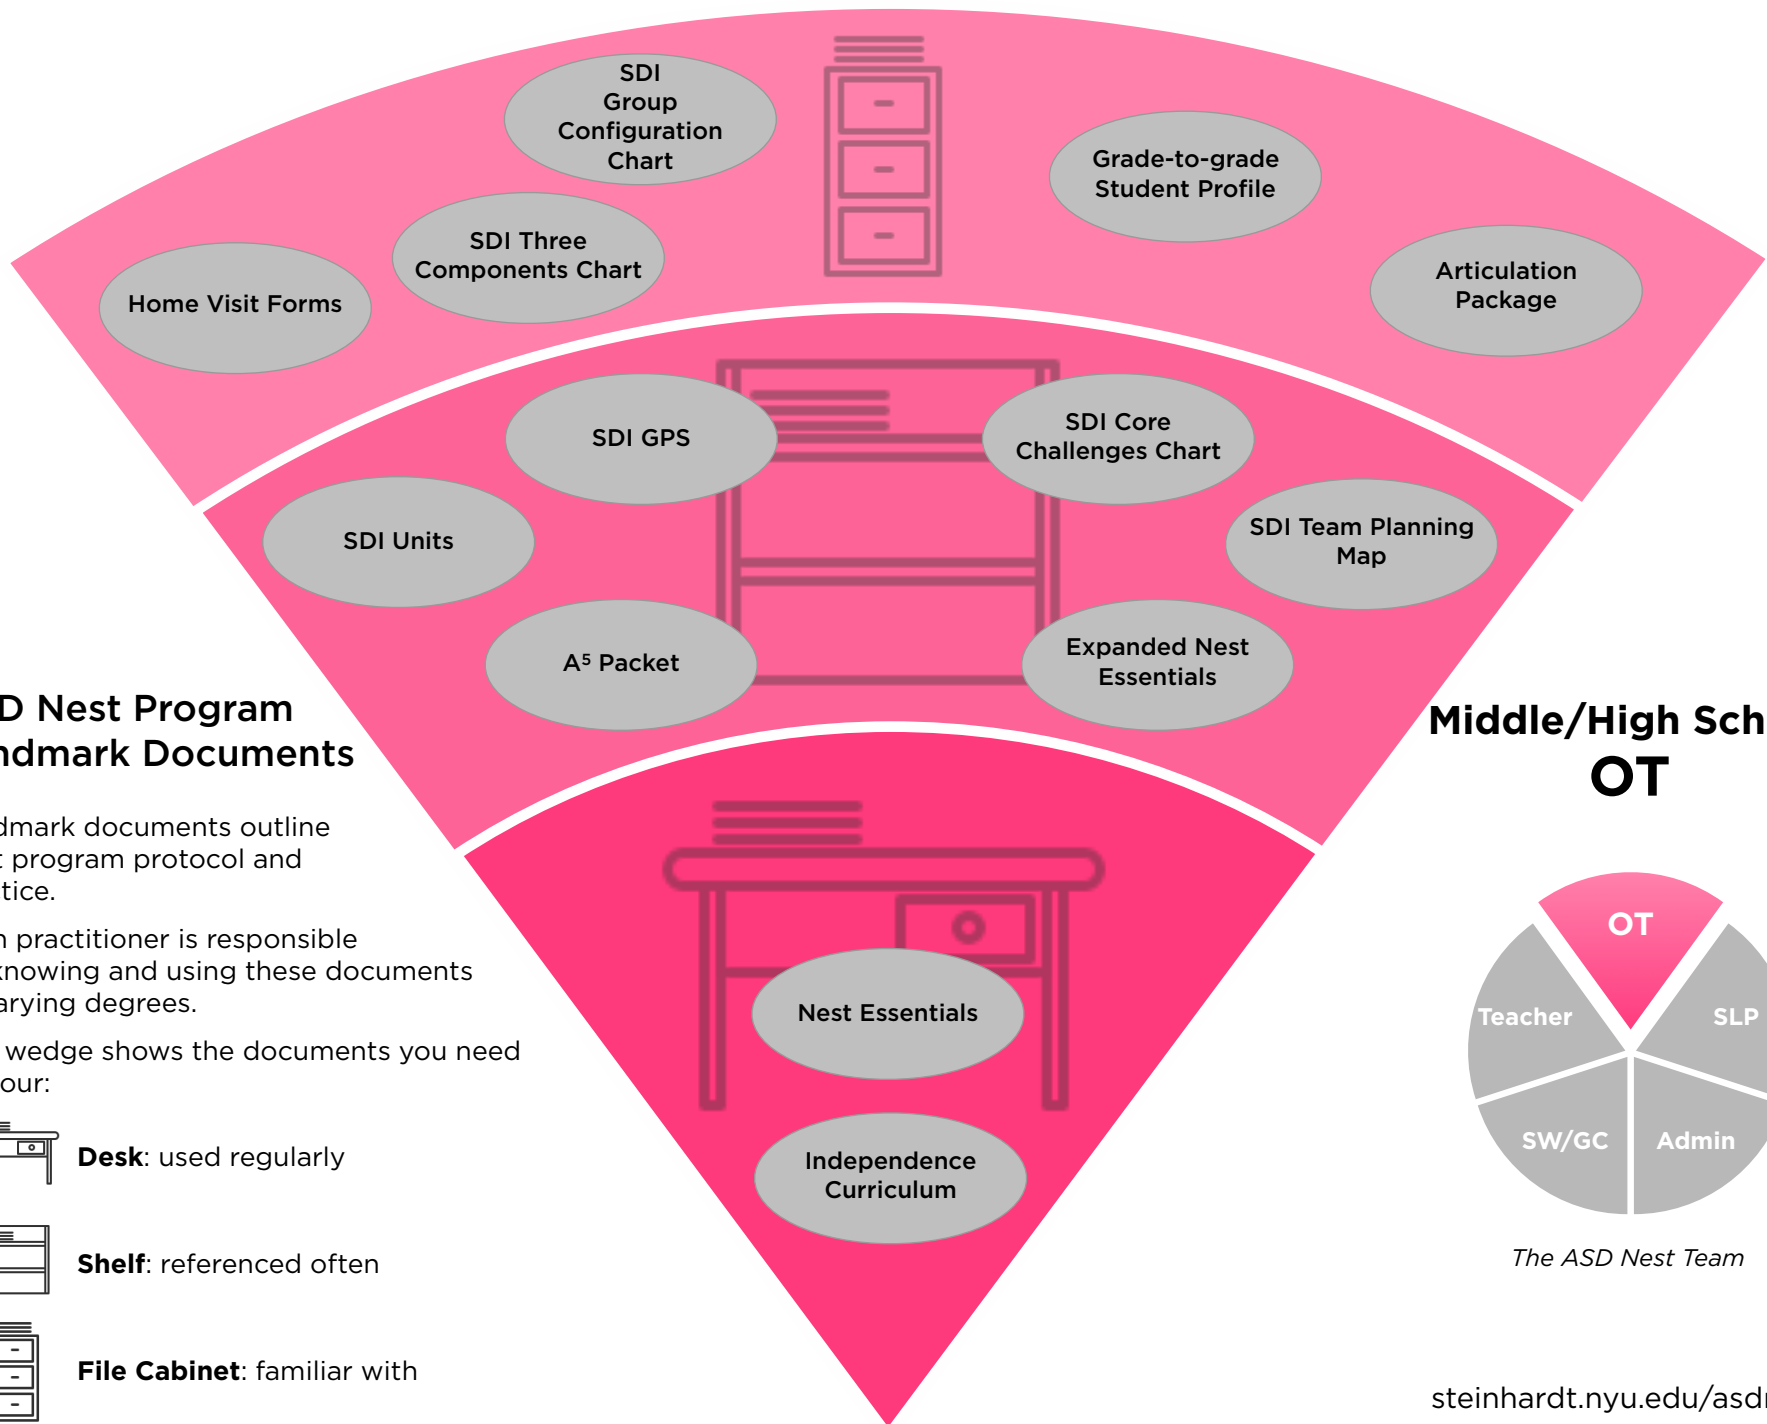 SDI
Group
Configuration
Chart
Grade-to-grade
Student Profile
SDI Three
Components Chart
Home Visit Forms
Articulation
Package
SDI GPS
SDI Core
Challenges Chart
SDI Units
SDI Team Planning
Map
A⁵ Packet
Expanded Nest
Essentials
Nest Essentials
Independence
Curriculum
D Nest Program
ndmark Documents
dmark documents outline
t program protocol and
tice.
n practitioner is responsible
knowing and using these documents
arying degrees.
wedge shows the documents you need
our:
Desk: used regularly
Shelf: referenced often
File Cabinet: familiar with
Middle/High Sch
OT
OT
Teacher
SLP
SW/GC
Admin
The ASD Nest Team
steinhardt.nyu.edu/asd